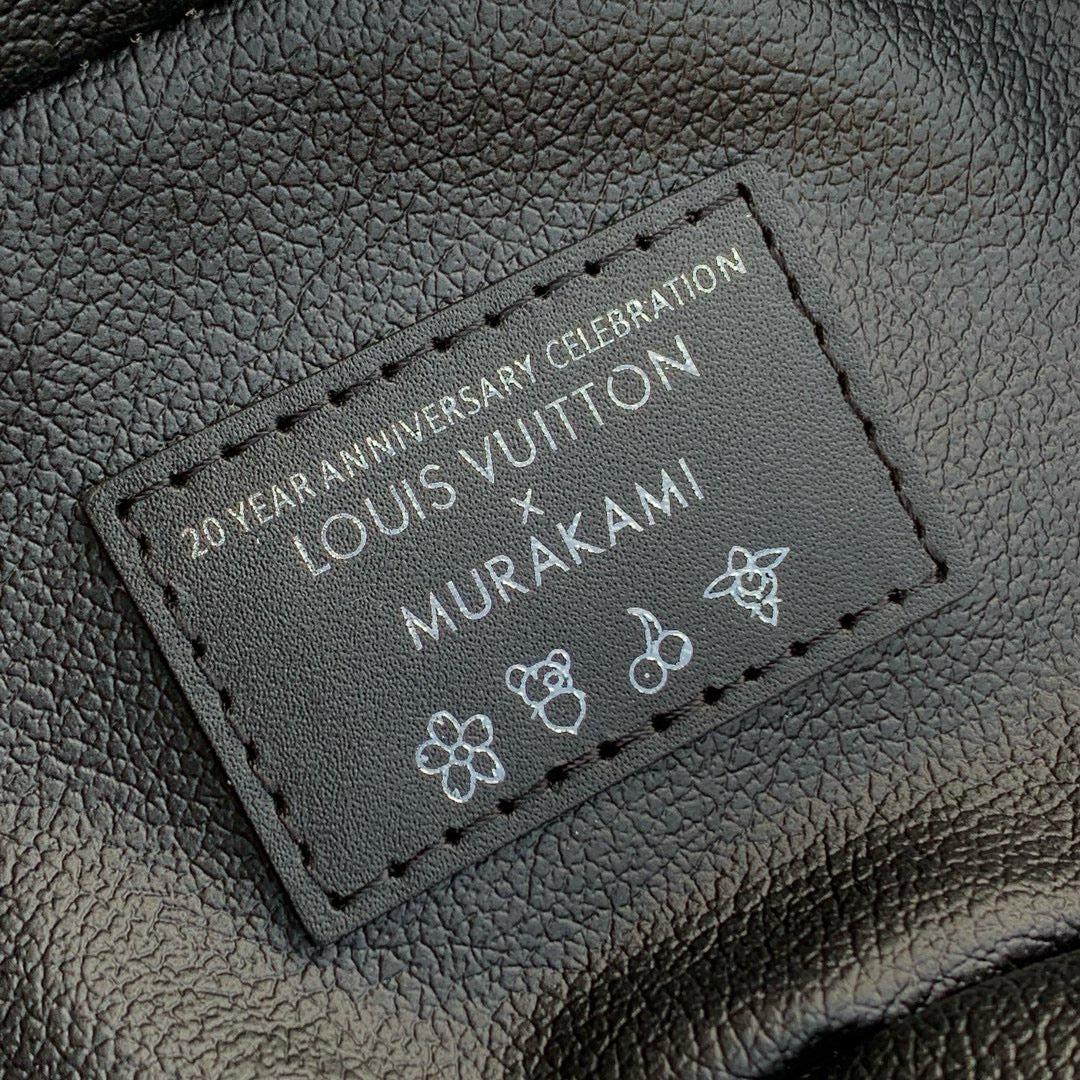 20 YEAR ANNIVERSARY CELEBRATION
LOUIS VUITTON
X
MURAKAMI